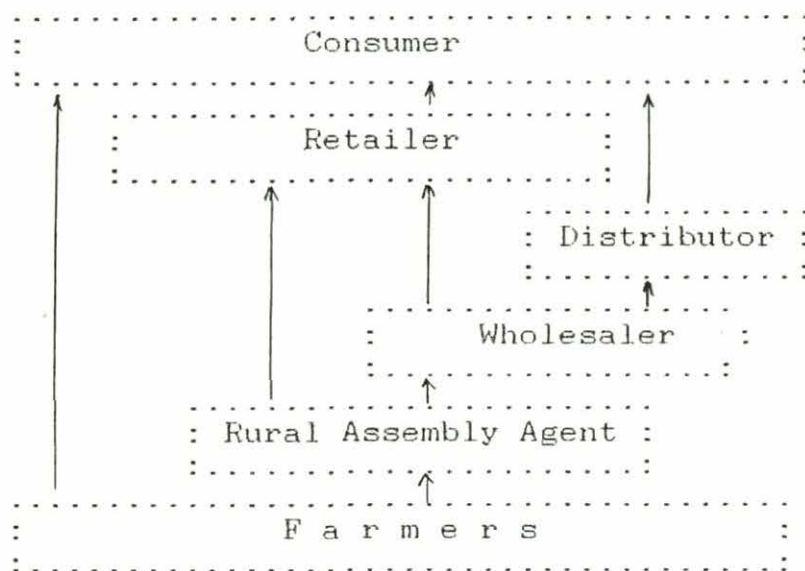 Consumer
Retailer
Distributor
Wholesaler
Rural Assembly Agent
F a r m e r s